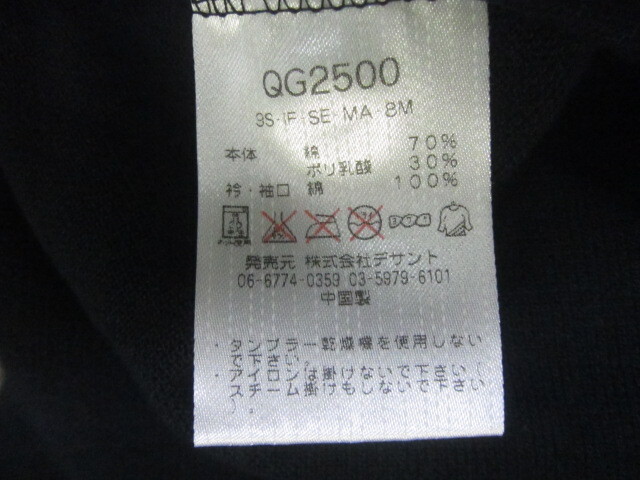 QG2500
9S-IF-SE-MA-8M
本体 綿 70%
ポリ乳酸 30%
衿・袖口 綿 100%
発売元 株式会社デサント
06-6774-0359 03-5979-6101
中国製
・タンブラー乾燥機を使用しない
で下さい。
・アイロンは掛けないで下さい(
スチーム掛けもしないで下さい
)。